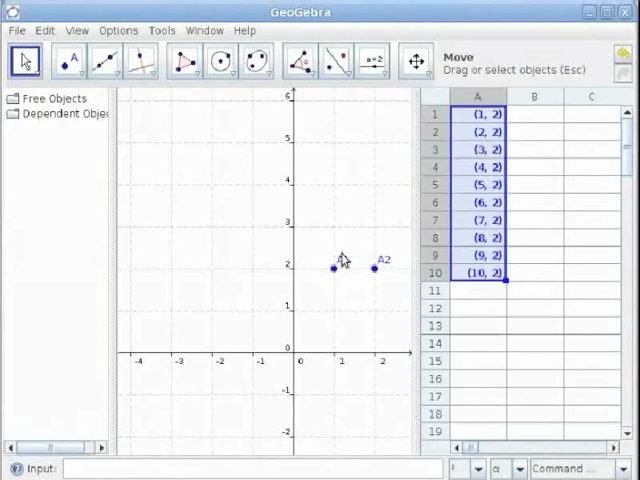 GeoGebra
File Edit View Options Tools Window Help
A
a=2
Move
Drag or select objects (Esc)
Free Objects
Dependent Objec
6
5
4
3
2
1
0
-1
-2
-4 -3 -2 -1 0 1 2
A2
A B C
1 (1, 2)
2 (2, 2)
3 (3, 2)
4 (4, 2)
5 (5, 2)
6 (6, 2)
7 (7, 2)
8 (8, 2)
9 (9, 2)
10 (10, 2)
11
12
13
14
15
16
17
18
19
Input:
² α Command ...